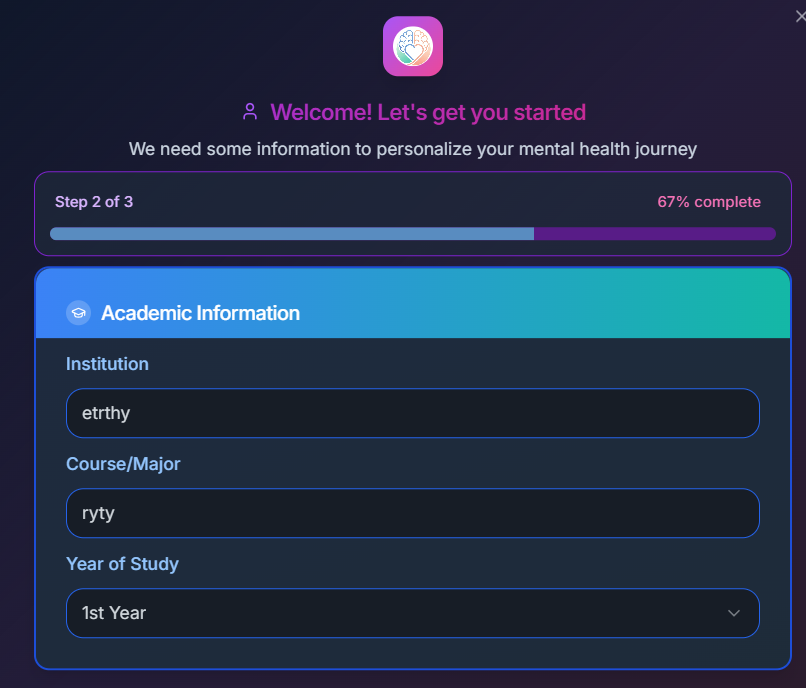 Welcome! Let's get you started
We need some information to personalize your mental health journey
Step 2 of 3
67% complete
Academic Information
Institution
etrthy
Course/Major
ryty
Year of Study
1st Year